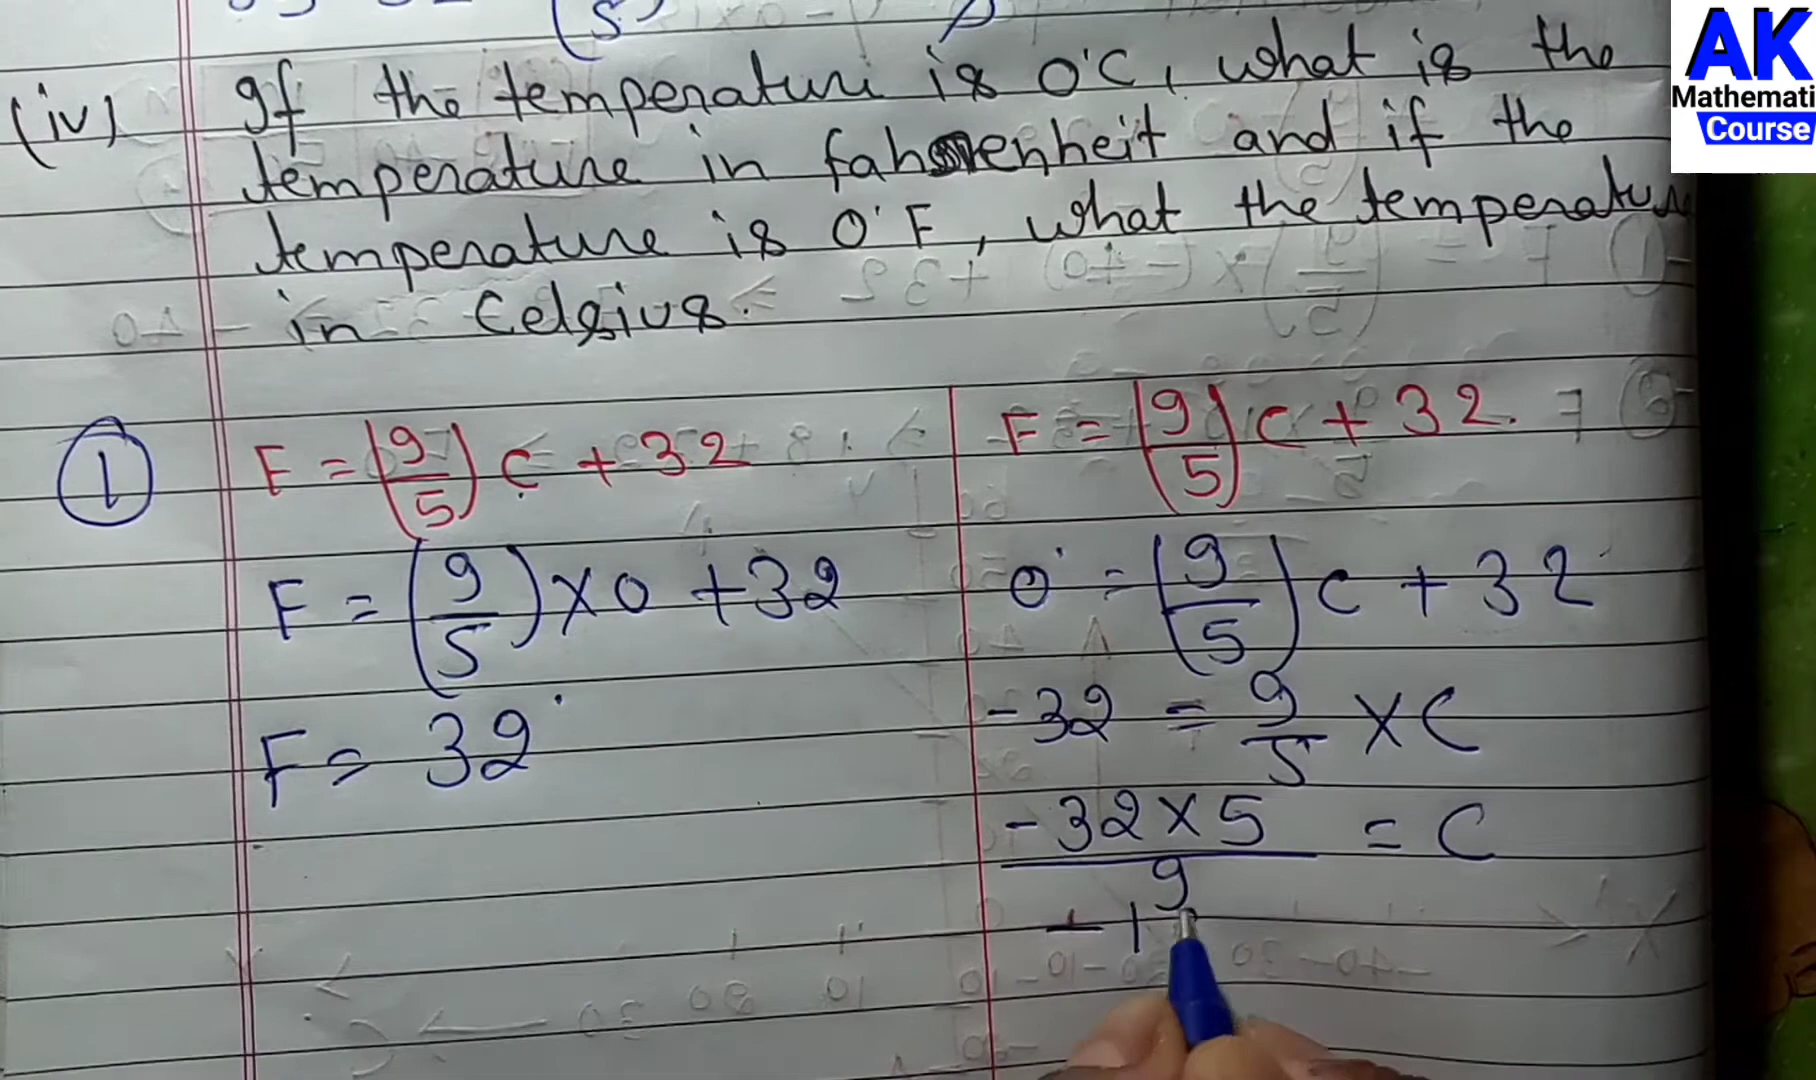 AK
Mathemati
Course
(iv) If the temperature is 0°C, what is the
temperature in fahrenheit and if the
temperature is 0°F, what the temperature
in Celsius.
① F = (9/5) C + 32
F = (9/5) × 0 + 32
F = 32°
F = (9/5) C + 32.
0° = (9/5) C + 32
-32 = 9/5 × C
-32 × 5 / 9 = C
-1